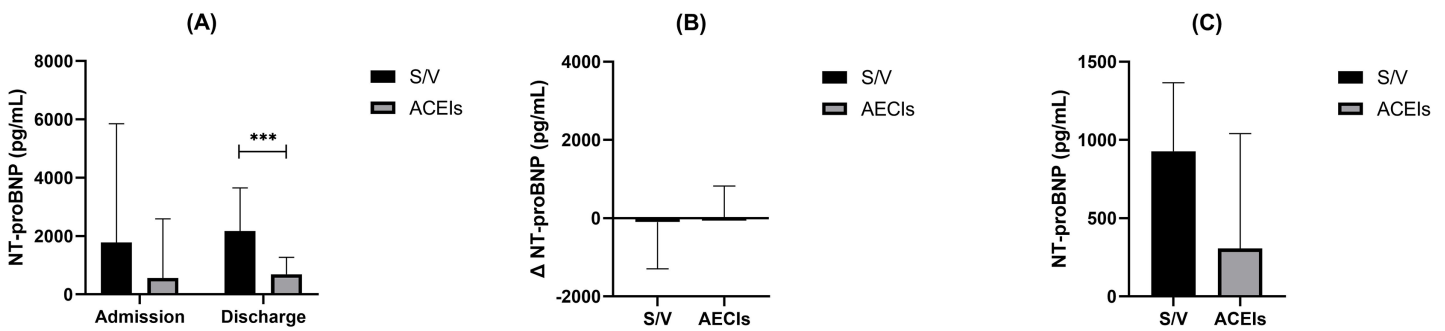 (A)
NT-proBNP (pg/mL)
8000
6000
4000
2000
0
***
Admission
Discharge
S/V
ACEIs
(B)
Δ NT-proBNP (pg/mL)
4000
2000
0
-2000
S/V
AECIs
S/V
AECIs
(C)
NT-proBNP (pg/mL)
1500
1000
500
0
S/V
ACEIs
S/V
ACEIs